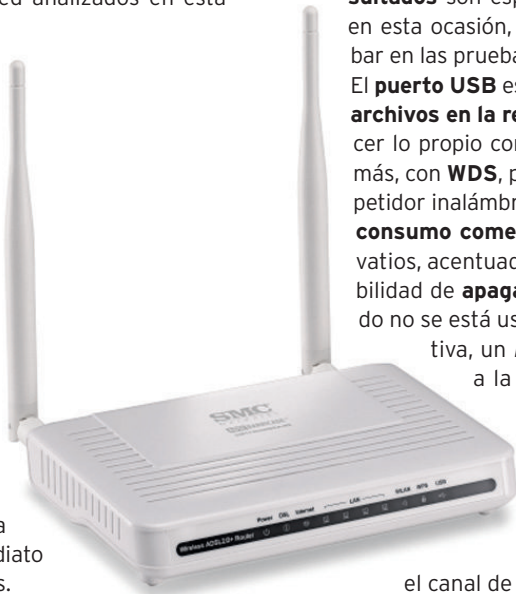 ed analizados en esta
sultados son esp
en esta ocasión,
bar en las prueba
El puerto USB es
archivos en la re
cer lo propio co
más, con WDS, p
petidor inalámbr
consumo come
vatios, acentuad
bilidad de apaga
do no se está us
tiva, un
a la
a
diato
s.
el canal de
SMC
Wireless ADSL2/2+ Router
Power DSL Internet LAN WLAN WPS USB